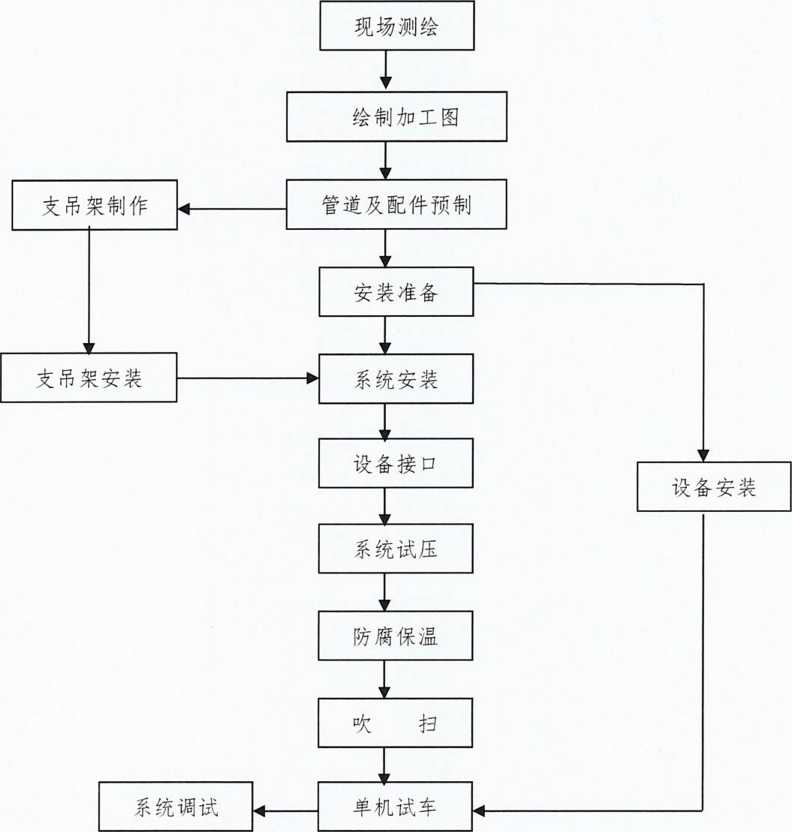 现场测绘
绘制加工图
支吊架制作
管道及配件预制
安装准备
支吊架安装
系统安装
设备接口
设备安装
系统试压
防腐保温
吹 扫
系统调试
单机试车